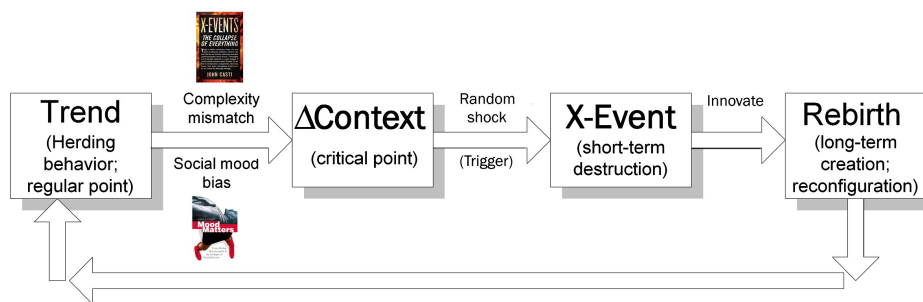 X-EVENTS
THE COLLAPSE
OF EVERYTHING
JOHN CASTI
Trend
(Herding
behavior;
regular point)
Complexity
mismatch
Social mood
bias
Mood
Matters
ΔContext
(critical point)
Random
shock
(Trigger)
X-Event
(short-term
destruction)
Innovate
Rebirth
(long-term
creation;
reconfiguration)